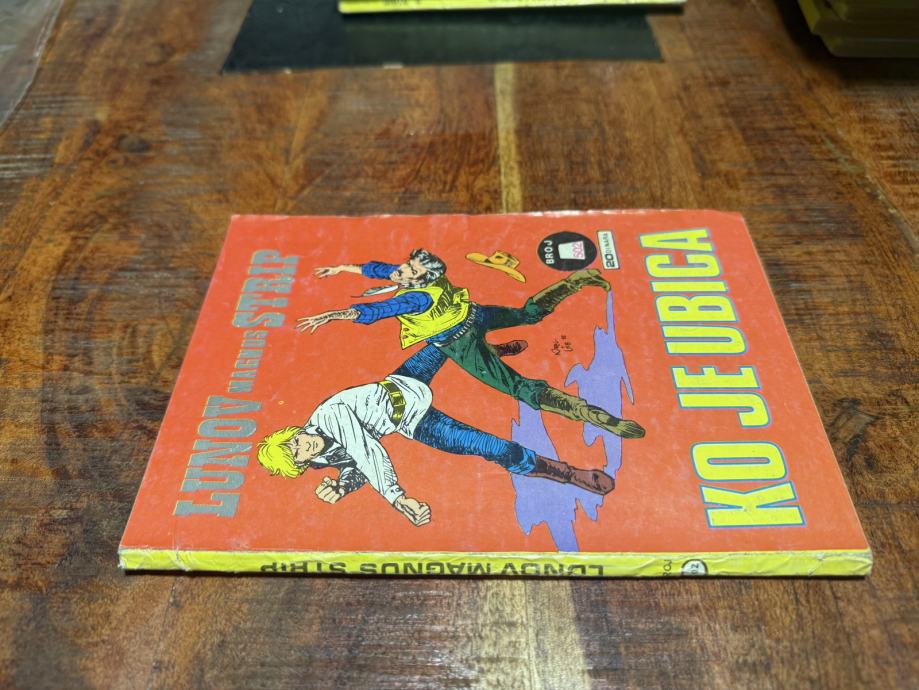 LUNOV MAGNUS STRIP
BROJ
502
20 DINARA
KO JE UBICA
LUNOV MAGNUS STRIP